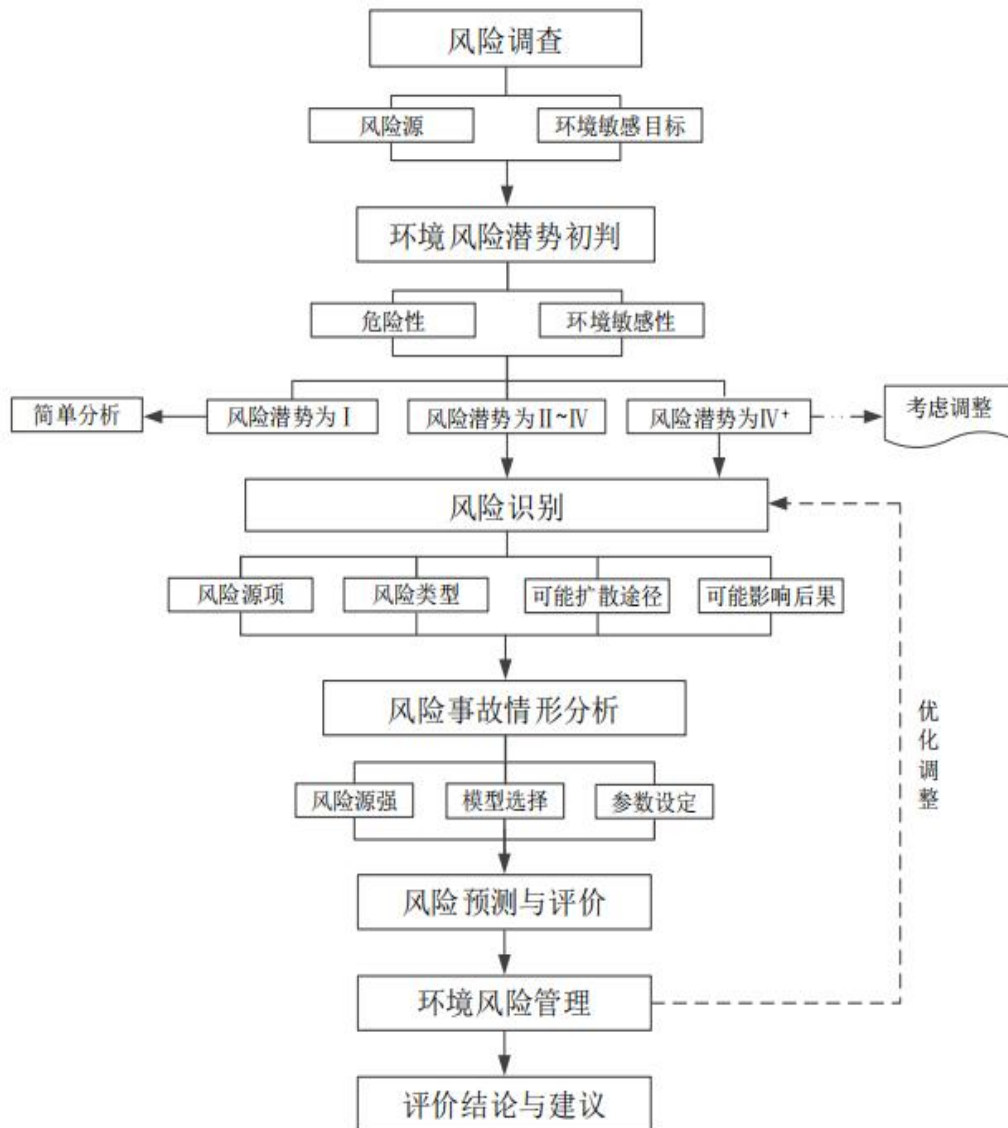 风险调查
风险源
环境敏感目标
环境风险潜势初判
危险性
环境敏感性
简单分析
风险潜势为Ⅰ
风险潜势为Ⅱ~Ⅳ
风险潜势为Ⅳ⁺
考虑调整
风险识别
风险源项
风险类型
可能扩散途径
可能影响后果
风险事故情形分析
优化调整
风险源强
模型选择
参数设定
风险预测与评价
环境风险管理
评价结论与建议